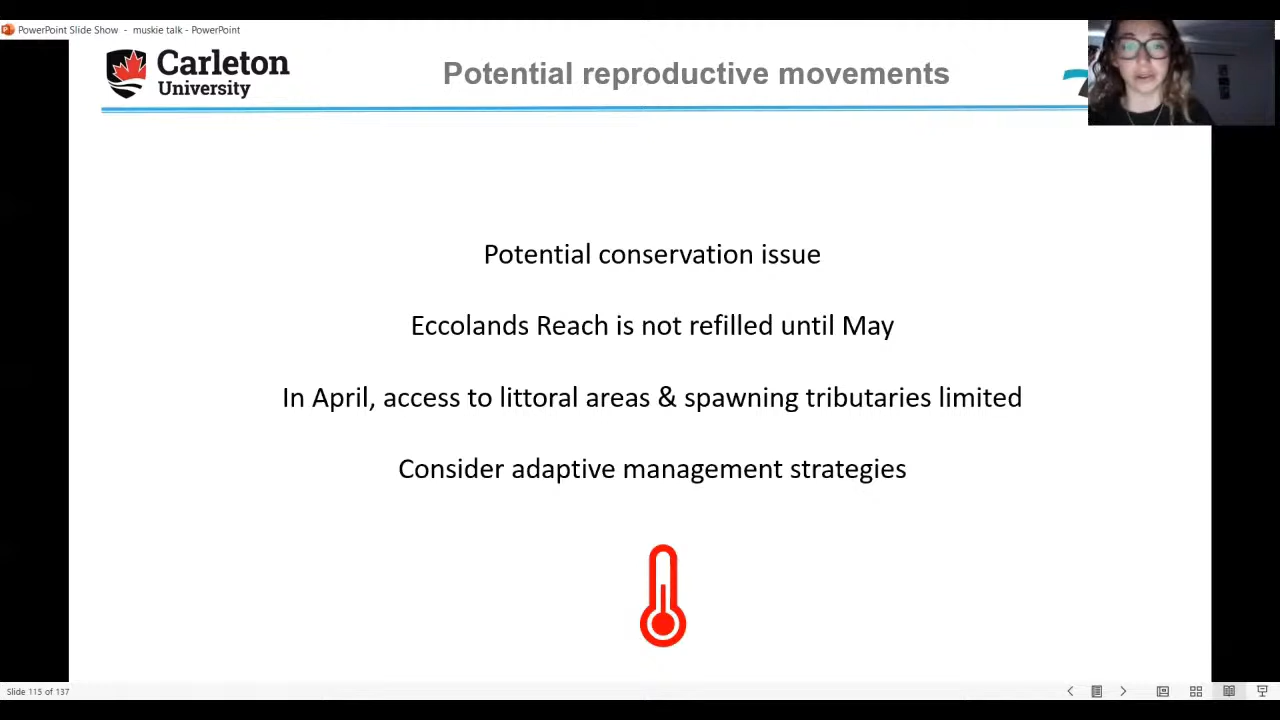 PowerPoint Slide Show - muskie talk - PowerPoint
Carleton
University
Potential reproductive movements
Potential conservation issue
Eccolands Reach is not refilled until May
In April, access to littoral areas & spawning tributaries limited
Consider adaptive management strategies
Slide 115 of 137